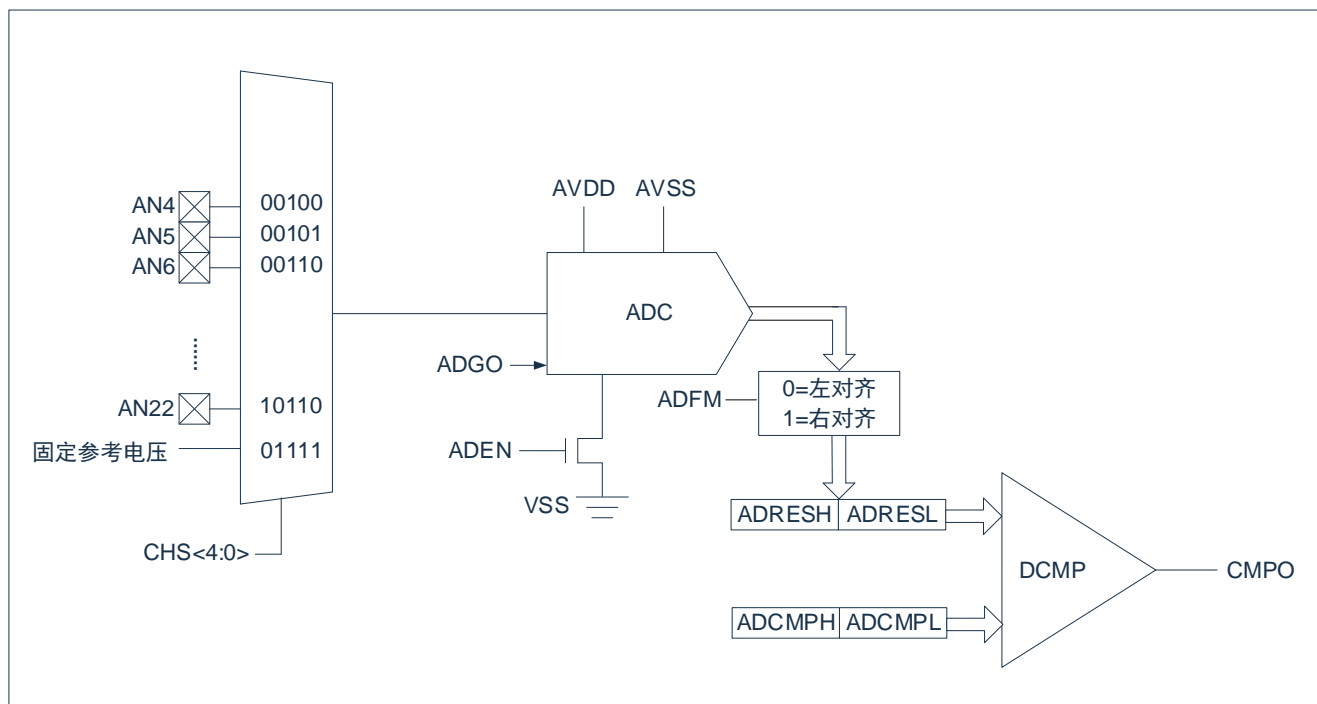 AVDD
AVSS
AN4
00100
AN5
00101
AN6
00110
ADC
ADGO
ADFM
0=左对齐
1=右对齐
AN22
10110
固定参考电压
01111
ADEN
VSS
ADRESH
ADRESL
CHS<4:0>
DCMP
CMPO
ADCMPH
ADCMPL